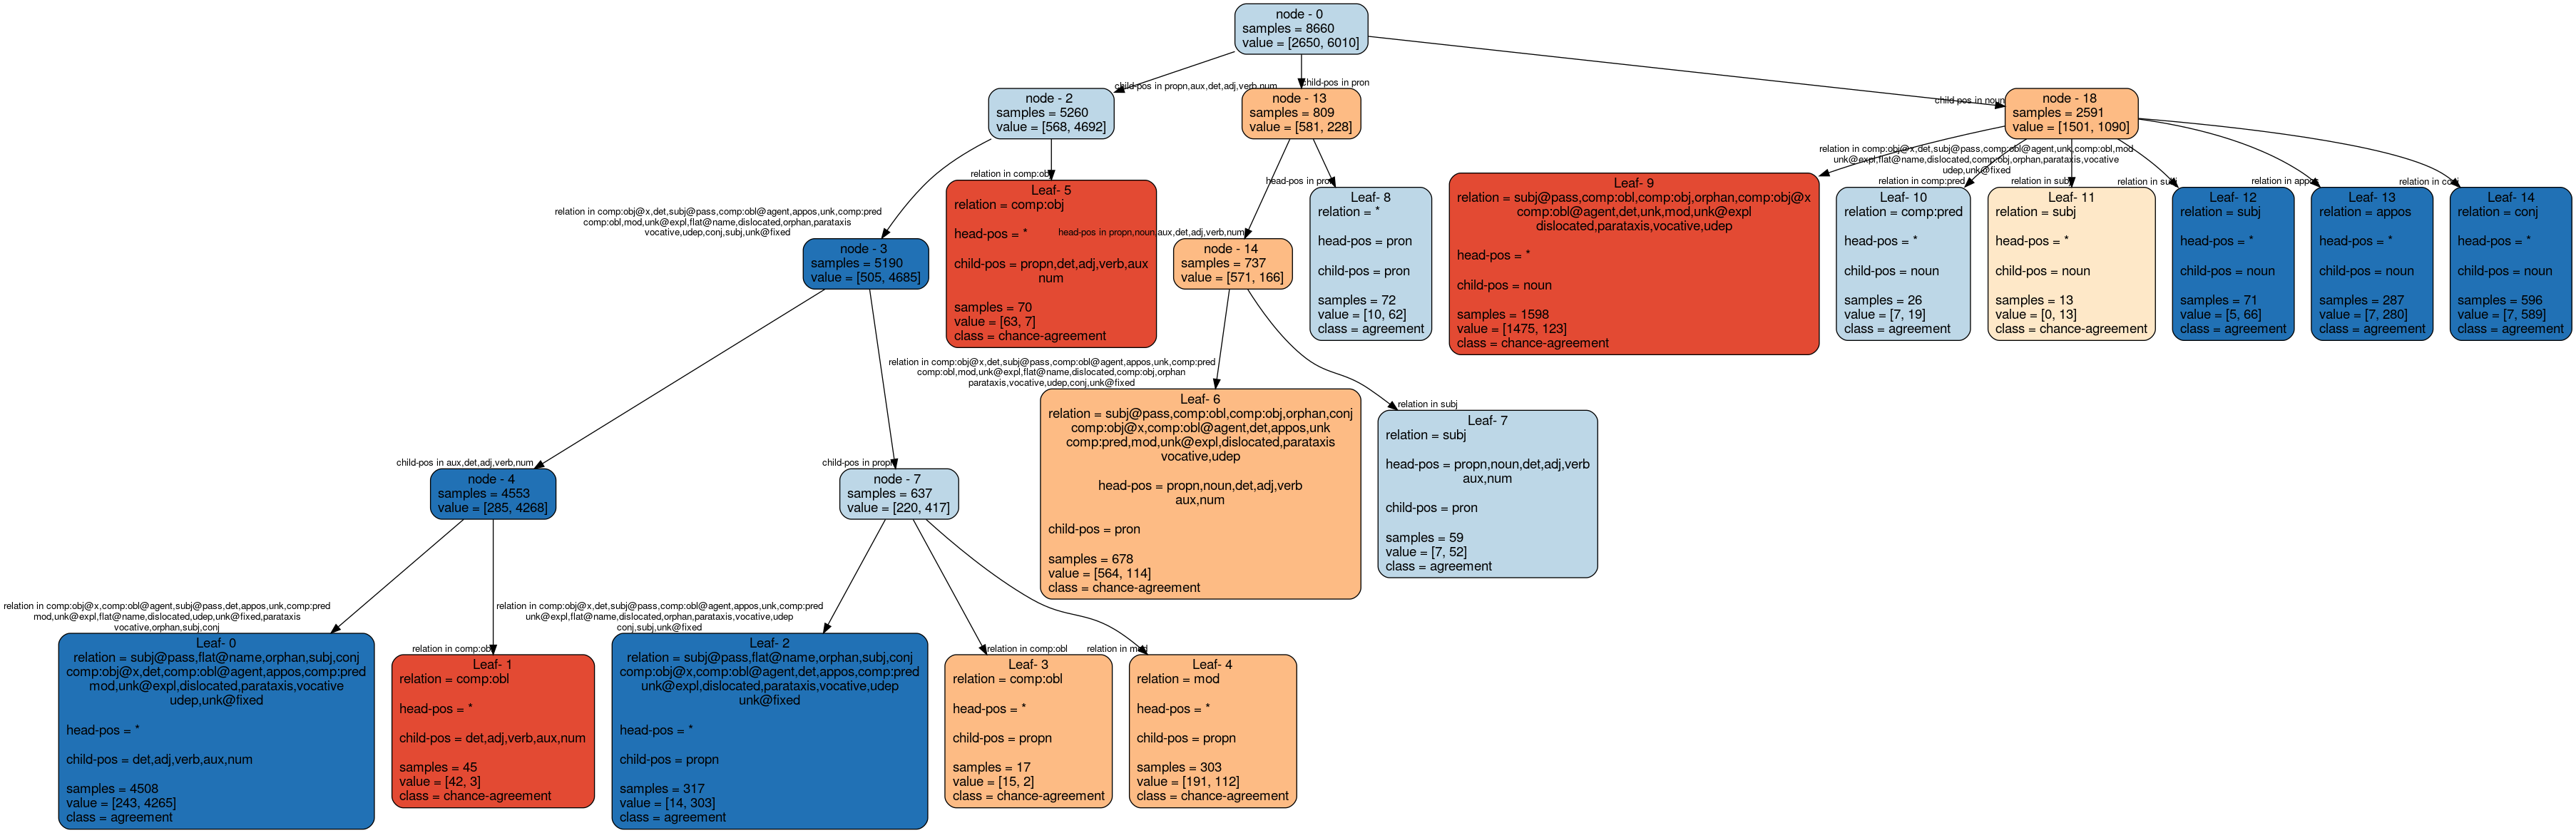 node - 0
samples = 8660
value = [2650, 6010]
child-pos in propn,aux,det,adj,verb,num
child-pos in pron
child-pos in noun
node - 2
samples = 5260
value = [568, 4692]
node - 13
samples = 809
value = [581, 228]
node - 18
samples = 2591
value = [1501, 1090]
relation in comp:obj@x,det,subj@pass,comp:obl@agent,appos,unk,comp:pred
comp:obl,mod,unk@expl,flat@name,dislocated,orphan,parataxis
vocative,udep,conj,subj,unk@fixed
relation in comp:obj
head-pos in propn,noun,aux,det,adj,verb,num
head-pos in pron
relation in comp:obj@x,det,subj@pass,comp:obl@agent,unk,comp:obl,mod
unk@expl,flat@name,dislocated,comp:obj,orphan,parataxis,vocative
udep,unk@fixed
relation in comp:pred
relation in subj
relation in subj
relation in appos
relation in conj
node - 3
samples = 5190
value = [505, 4685]
Leaf- 5
relation = comp:obj
head-pos = *
child-pos = propn,det,adj,verb,aux
num
samples = 70
value = [63, 7]
class = chance-agreement
node - 14
samples = 737
value = [571, 166]
Leaf- 8
relation = *
head-pos = pron
child-pos = pron
samples = 72
value = [10, 62]
class = agreement
Leaf- 9
relation = subj@pass,comp:obl,comp:obj,orphan,comp:obj@x
comp:obl@agent,det,unk,mod,unk@expl
dislocated,parataxis,vocative,udep
head-pos = *
child-pos = noun
samples = 1598
value = [1475, 123]
class = chance-agreement
Leaf- 10
relation = comp:pred
head-pos = *
child-pos = noun
samples = 26
value = [7, 19]
class = agreement
Leaf- 11
relation = subj
head-pos = *
child-pos = noun
samples = 13
value = [0, 13]
class = chance-agreement
Leaf- 12
relation = subj
head-pos = *
child-pos = noun
samples = 71
value = [5, 66]
class = agreement
Leaf- 13
relation = appos
head-pos = *
child-pos = noun
samples = 287
value = [7, 280]
class = agreement
Leaf- 14
relation = conj
head-pos = *
child-pos = noun
samples = 596
value = [7, 589]
class = agreement
child-pos in aux,det,adj,verb,num
child-pos in propn
relation in comp:obj@x,det,subj@pass,comp:obl@agent,appos,unk,comp:pred
comp:obl,mod,unk@expl,flat@name,dislocated,comp:obj,orphan
parataxis,vocative,udep,conj,unk@fixed
relation in subj
node - 4
samples = 4553
value = [285, 4268]
node - 7
samples = 637
value = [220, 417]
Leaf- 6
relation = subj@pass,comp:obl,comp:obj,orphan,conj
comp:obj@x,comp:obl@agent,det,appos,unk
comp:pred,mod,unk@expl,dislocated,parataxis
vocative,udep
head-pos = propn,noun,det,adj,verb
aux,num
child-pos = pron
samples = 678
value = [564, 114]
class = chance-agreement
Leaf- 7
relation = subj
head-pos = propn,noun,det,adj,verb
aux,num
child-pos = pron
samples = 59
value = [7, 52]
class = agreement
relation in comp:obj@x,comp:obl@agent,subj@pass,det,appos,unk,comp:pred
mod,unk@expl,flat@name,dislocated,udep,unk@fixed,parataxis
vocative,orphan,subj,conj
relation in comp:obl
relation in comp:obj@x,det,subj@pass,comp:obl@agent,appos,unk,comp:pred
unk@expl,flat@name,dislocated,orphan,parataxis,vocative,udep
conj,subj,unk@fixed
relation in comp:obl
relation in mod
Leaf- 0
relation = subj@pass,flat@name,orphan,subj,conj
comp:obj@x,det,comp:obl@agent,appos,comp:pred
mod,unk@expl,dislocated,parataxis,vocative
udep,unk@fixed
head-pos = *
child-pos = det,adj,verb,aux,num
samples = 4508
value = [243, 4265]
class = agreement
Leaf- 1
relation = comp:obl
head-pos = *
child-pos = det,adj,verb,aux,num
samples = 45
value = [42, 3]
class = chance-agreement
Leaf- 2
relation = subj@pass,flat@name,orphan,subj,conj
comp:obj@x,comp:obl@agent,det,appos,comp:pred
unk@expl,dislocated,parataxis,vocative,udep
unk@fixed
head-pos = *
child-pos = propn
samples = 317
value = [14, 303]
class = agreement
Leaf- 3
relation = comp:obl
head-pos = *
child-pos = propn
samples = 17
value = [15, 2]
class = chance-agreement
Leaf- 4
relation = mod
head-pos = *
child-pos = propn
samples = 303
value = [191, 112]
class = chance-agreement